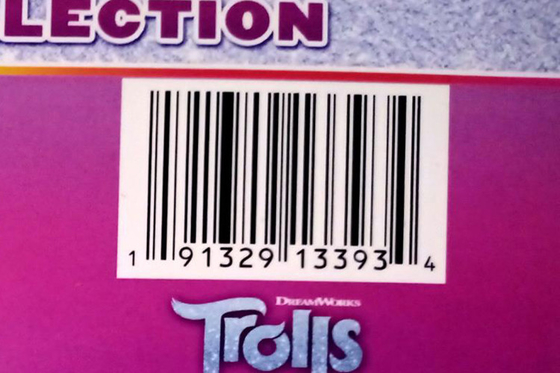 LECTION
1 91329 13393 4
DREAMWORKS
Trolls